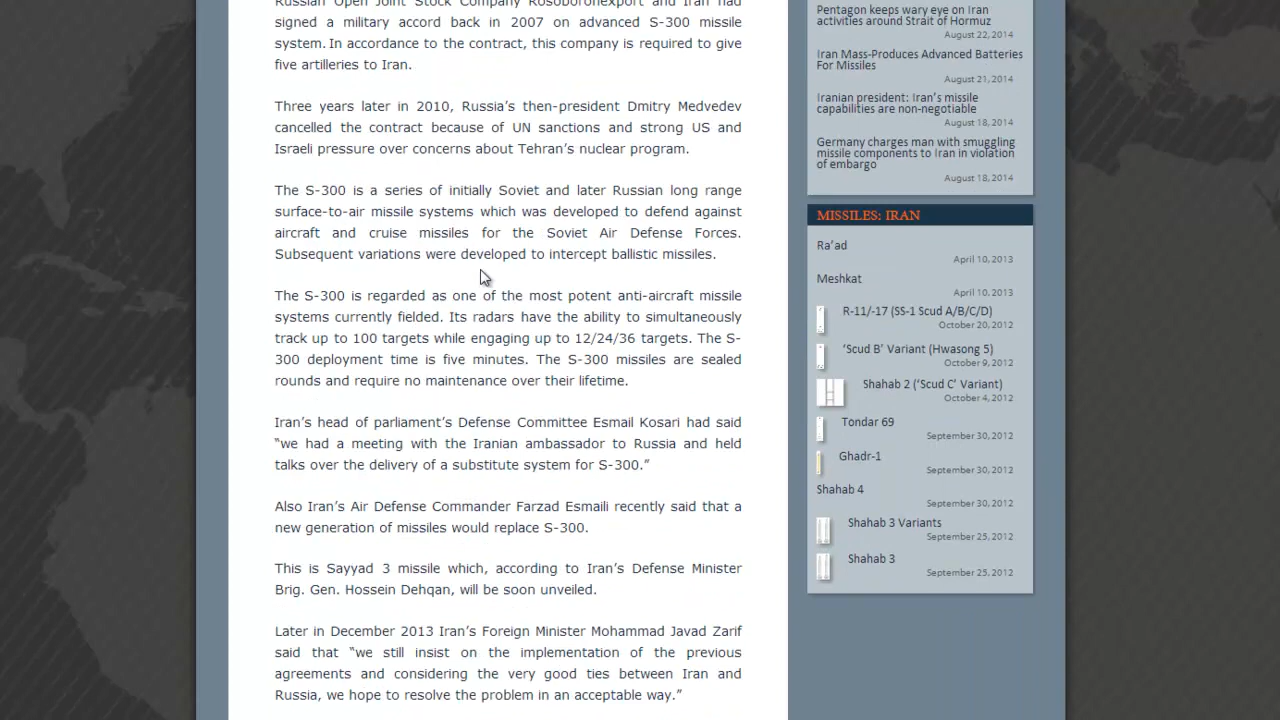 Russian Open Joint Stock Company Rosoboronexport and Iran had
signed a military accord back in 2007 on advanced S-300 missile
system. In accordance to the contract, this company is required to give
five artilleries to Iran.
Three years later in 2010, Russia’s then-president Dmitry Medvedev
cancelled the contract because of UN sanctions and strong US and
Israeli pressure over concerns about Tehran’s nuclear program.
The S-300 is a series of initially Soviet and later Russian long range
surface-to-air missile systems which was developed to defend against
aircraft and cruise missiles for the Soviet Air Defense Forces.
Subsequent variations were developed to intercept ballistic missiles.
The S-300 is regarded as one of the most potent anti-aircraft missile
systems currently fielded. Its radars have the ability to simultaneously
track up to 100 targets while engaging up to 12/24/36 targets. The S-
300 deployment time is five minutes. The S-300 missiles are sealed
rounds and require no maintenance over their lifetime.
Iran’s head of parliament’s Defense Committee Esmail Kosari had said
“we had a meeting with the Iranian ambassador to Russia and held
talks over the delivery of a substitute system for S-300.”
Also Iran’s Air Defense Commander Farzad Esmaili recently said that a
new generation of missiles would replace S-300.
This is Sayyad 3 missile which, according to Iran’s Defense Minister
Brig. Gen. Hossein Dehqan, will be soon unveiled.
Later in December 2013 Iran’s Foreign Minister Mohammad Javad Zarif
said that “we still insist on the implementation of the previous
agreements and considering the very good ties between Iran and
Russia, we hope to resolve the problem in an acceptable way.”
Pentagon keeps wary eye on Iran
activities around Strait of Hormuz
August 22, 2014
Iran Mass-Produces Advanced Batteries
For Missiles
August 21, 2014
Iranian president: Iran’s missile
capabilities are non-negotiable
August 18, 2014
Germany charges man with smuggling
missile components to Iran in violation
of embargo
August 18, 2014
MISSILES: IRAN
Ra’ad
April 10, 2013
Meshkat
April 10, 2013
R-11/-17 (SS-1 Scud A/B/C/D)
October 20, 2012
‘Scud B’ Variant (Hwasong 5)
October 9, 2012
Shahab 2 (‘Scud C’ Variant)
October 4, 2012
Tondar 69
September 30, 2012
Ghadr-1
September 30, 2012
Shahab 4
September 30, 2012
Shahab 3 Variants
September 25, 2012
Shahab 3
September 25, 2012